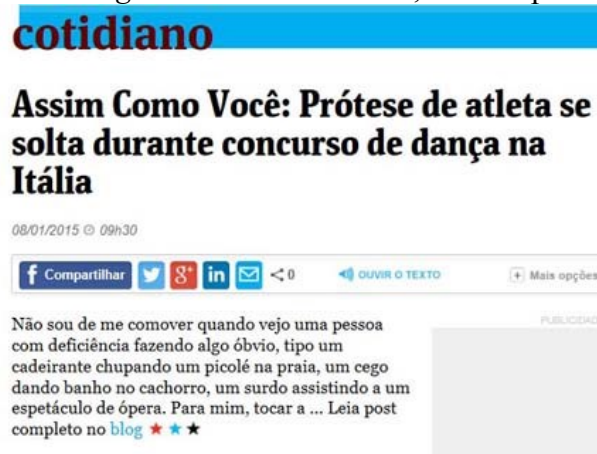 cotidiano
Assim Como Você: Prótese de atleta se
solta durante concurso de dança na
Itália
08/01/2015 09h30
f Compartilhar 8+ in < 0 OUVIR O TEXTO + Mais opções
PUBLICIDAD
Não sou de me comover quando vejo uma pessoa
com deficiência fazendo algo óbvio, tipo um
cadeirante chupando um picolé na praia, um cego
dando banho no cachorro, um surdo assistindo a um
espetáculo de ópera. Para mim, tocar a ... Leia post
completo no blog ★ ★ ★